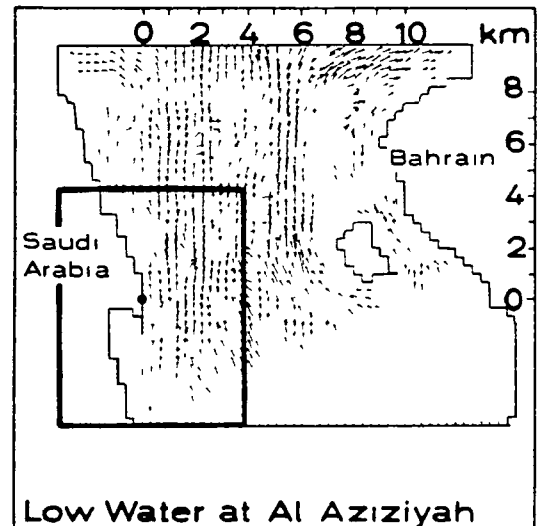 0 2 4 6 8 10 km
8
6
Bahrain
4
Saudi
Arabia
2
0
Low Water at Al Aziziyah